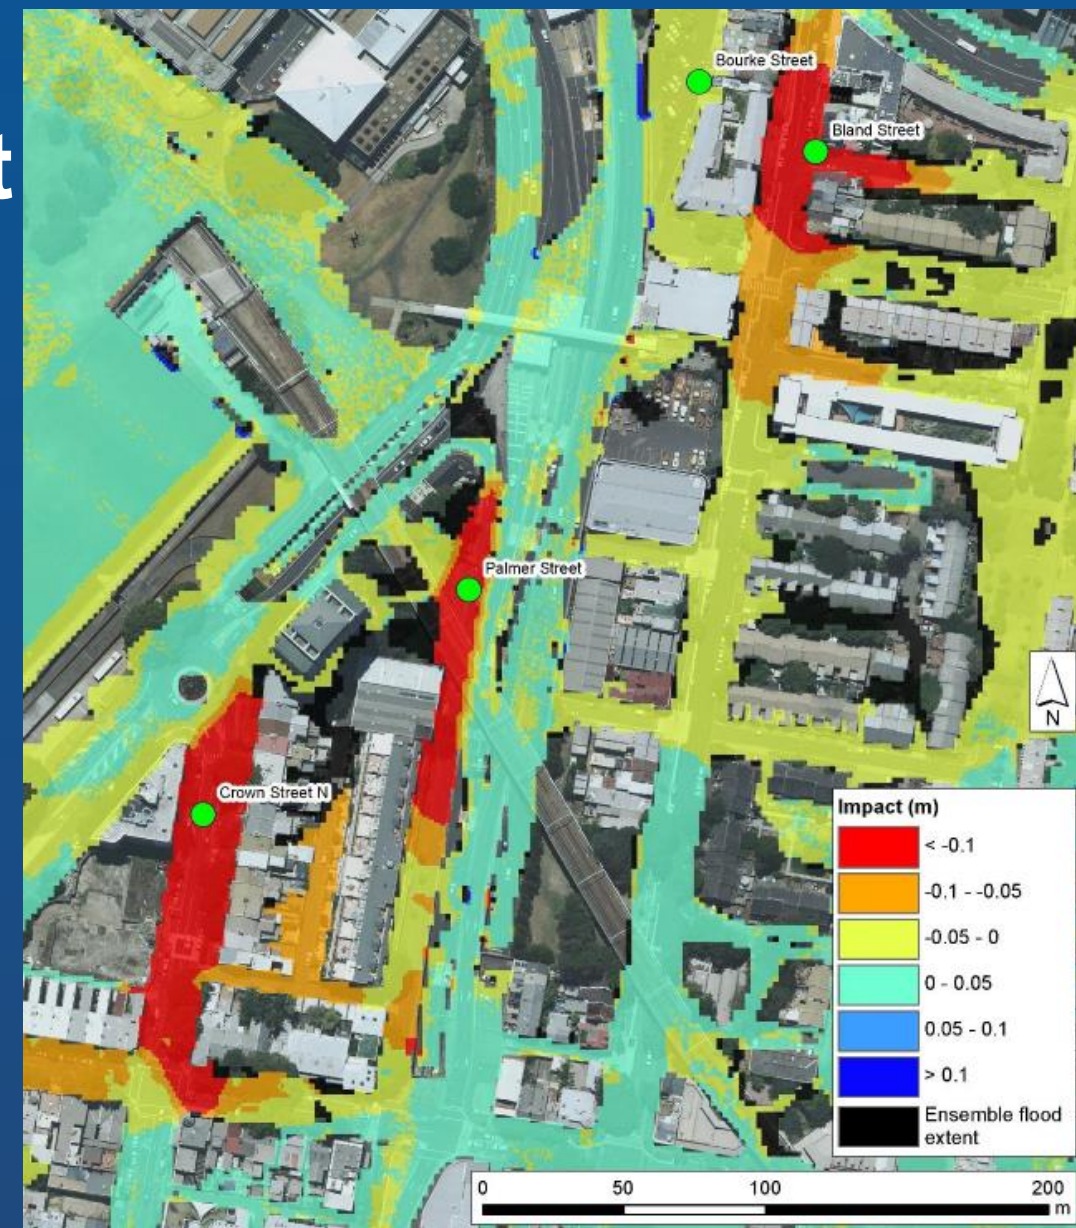 t
Bourke Street
Bland Street
Palmer Street
Crown Street N
N
Impact (m)
< -0.1
-0.1 - -0.05
-0.05 - 0
0 - 0.05
0.05 - 0.1
> 0.1
Ensemble flood
extent
0 50 100 200
m